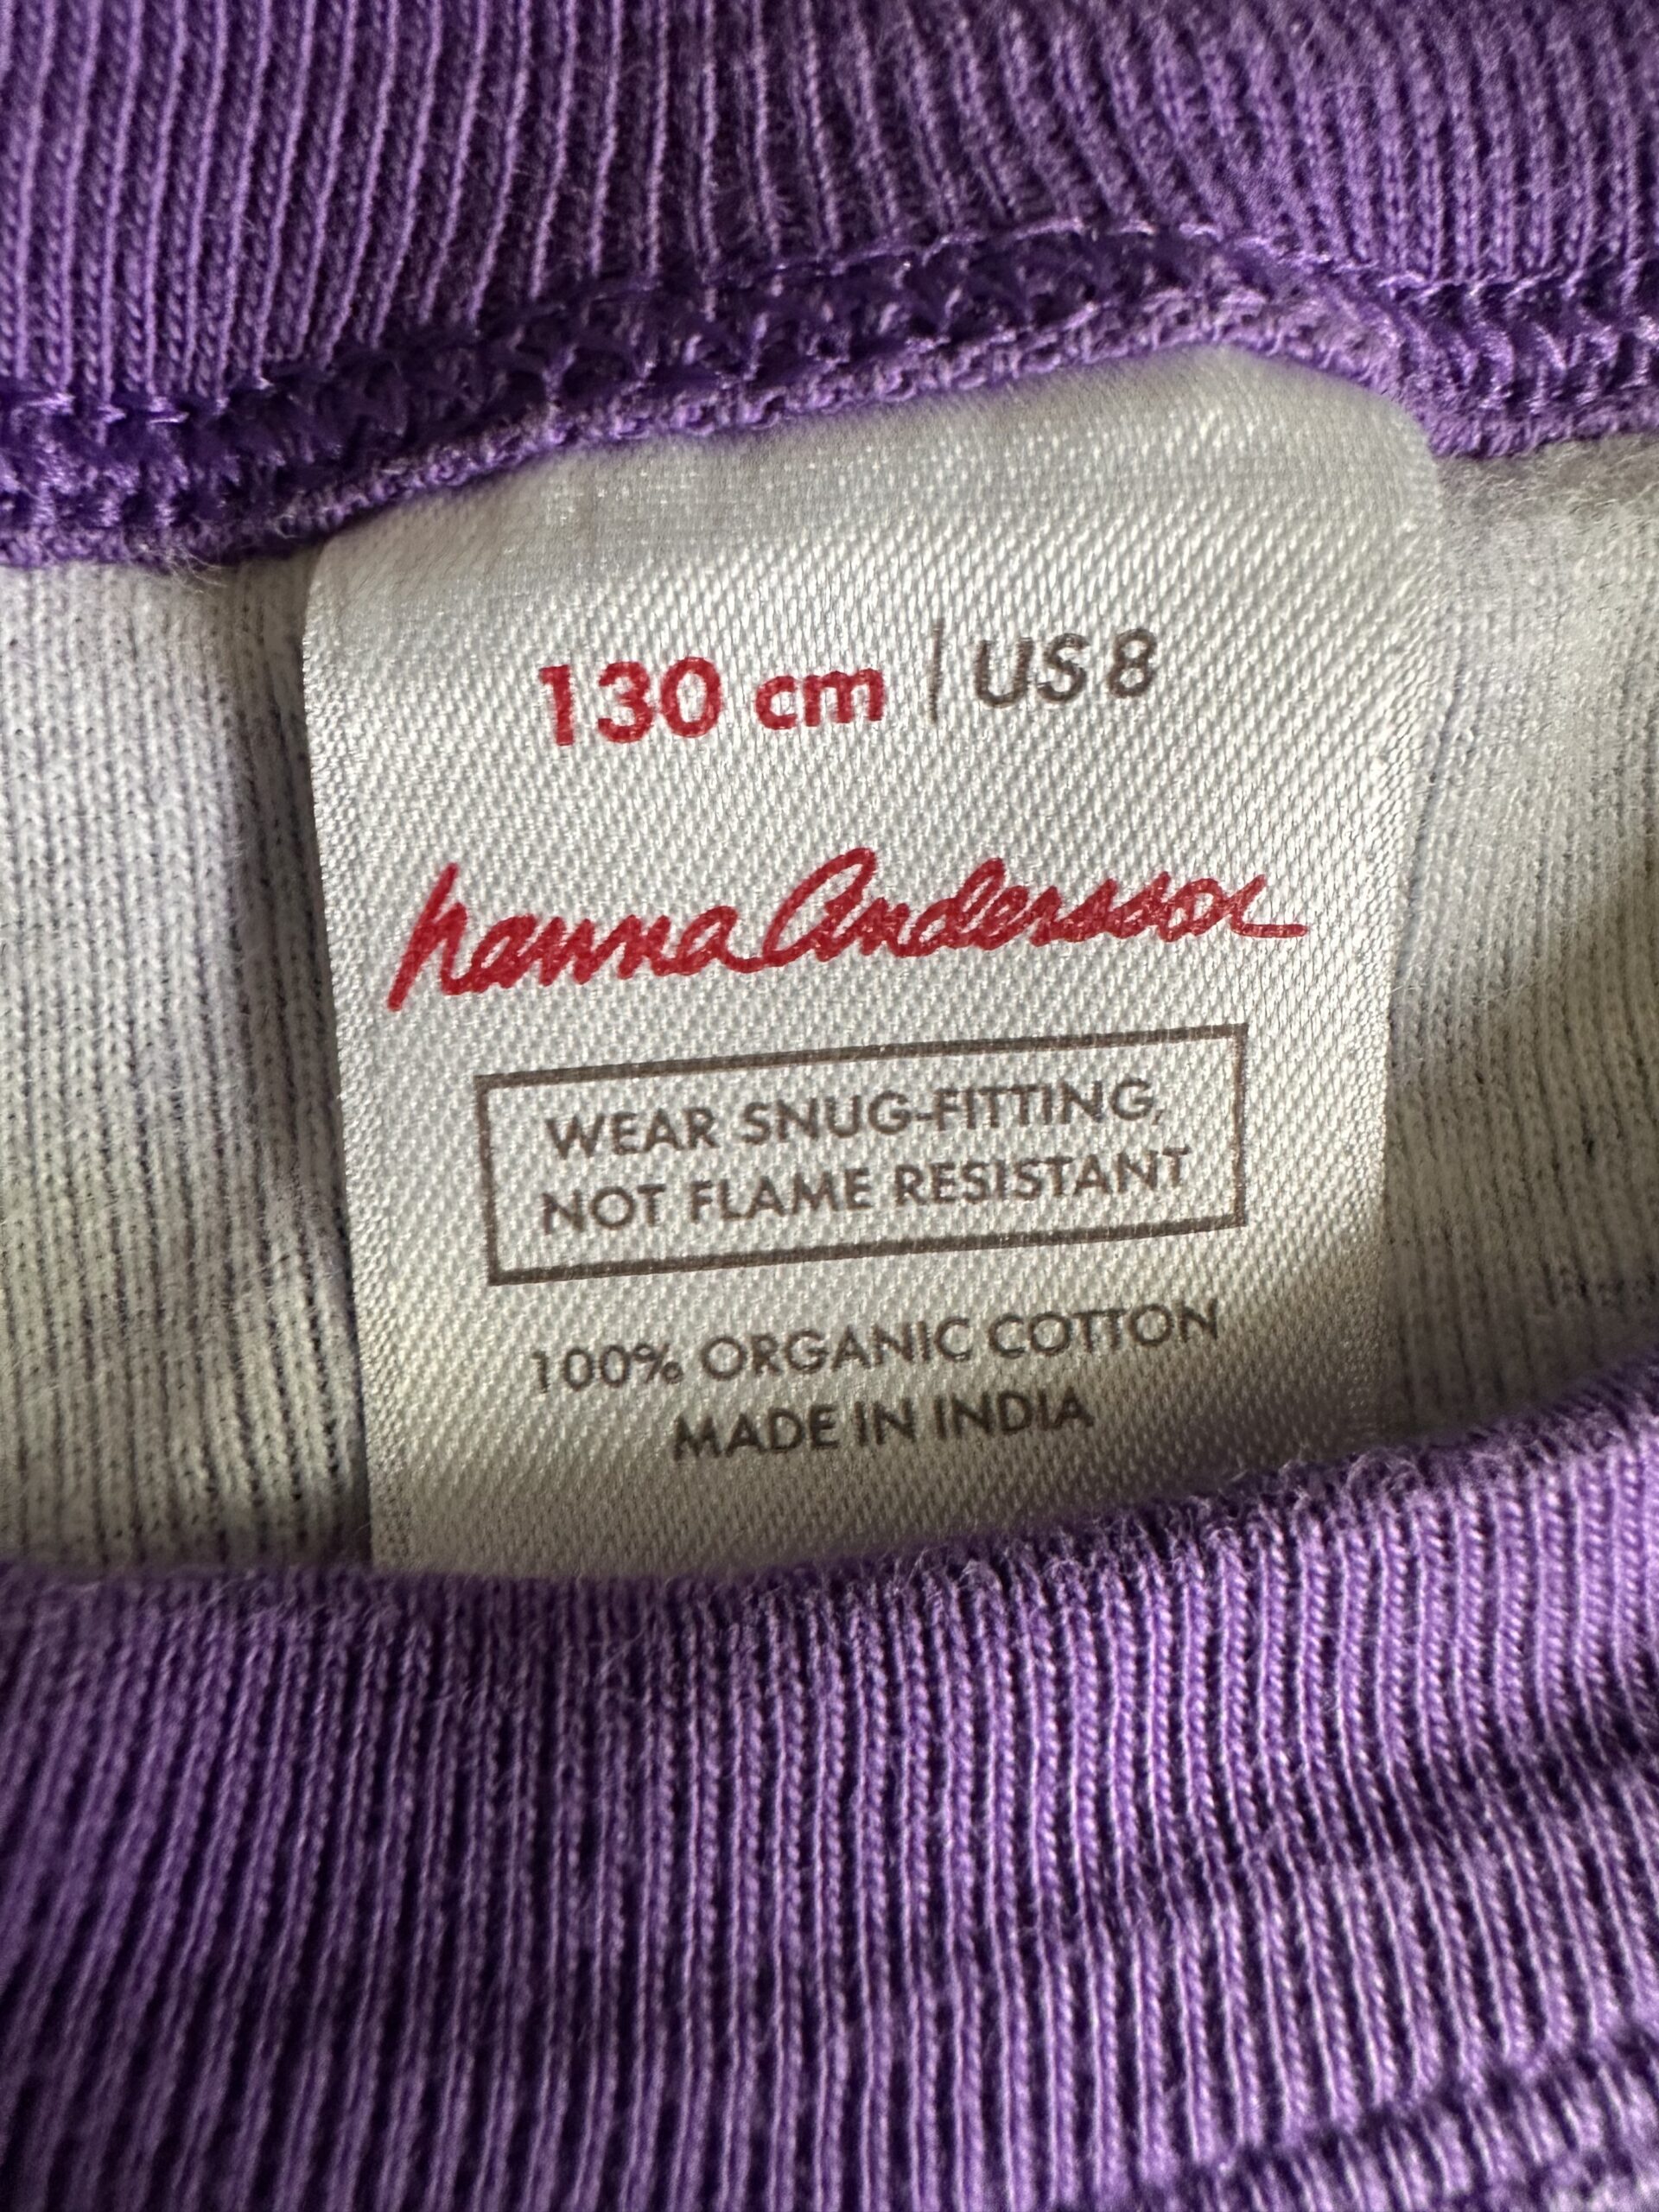 130 cm | US 8
hanna Andersson
WEAR SNUG-FITTING,
NOT FLAME RESISTANT
100% ORGANIC COTTON
MADE IN INDIA